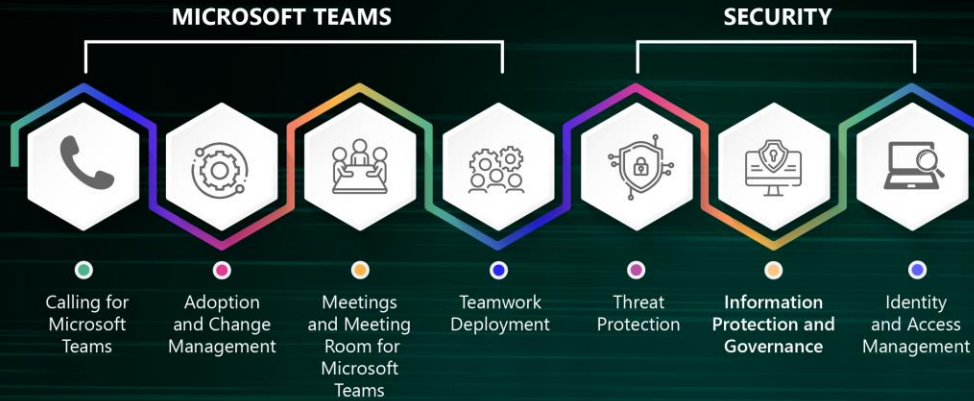 MICROSOFT TEAMS
SECURITY
Calling for
Microsoft
Teams
Adoption
and Change
Management
Meetings
and Meeting
Room for
Microsoft
Teams
Teamwork
Deployment
Threat
Protection
Information
Protection and
Governance
Identity
and Access
Management